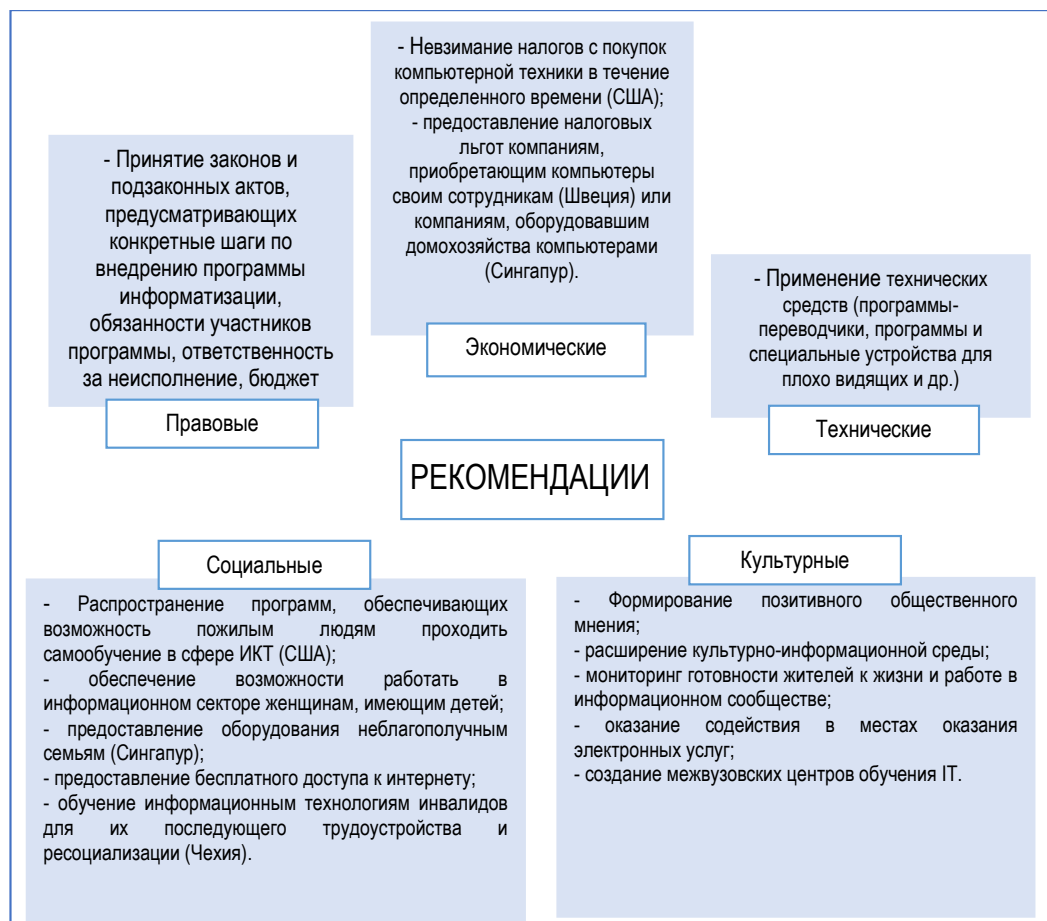 - Невзимание налогов с покупок
компьютерной техники в течение
определенного времени (США);
- предоставление налоговых
льгот компаниям,
приобретающим компьютеры
своим сотрудникам (Швеция) или
компаниям, оборудовавшим
домохозяйства компьютерами
(Сингапур).
Экономические
- Принятие законов и
подзаконных актов,
предусматривающих
конкретные шаги по
внедрению программы
информатизации,
обязанности участников
программы, ответственность
за неисполнение, бюджет
Правовые
- Применение технических
средств (программы-
переводчики, программы и
специальные устройства для
плохо видящих и др.)
Технические
РЕКОМЕНДАЦИИ
Социальные
- Распространение программ, обеспечивающих
возможность пожилым людям проходить
самообучение в сфере ИКТ (США);
- обеспечение возможности работать в
информационном секторе женщинам, имеющим детей;
- предоставление оборудования неблагополучным
семьям (Сингапур);
- предоставление бесплатного доступа к интернету;
- обучение информационным технологиям инвалидов
для их последующего трудоустройства и
ресоциализации (Чехия).
Культурные
- Формирование позитивного общественного
мнения;
- расширение культурно-информационной среды;
- мониторинг готовности жителей к жизни и работе в
информационном сообществе;
- оказание содействия в местах оказания
электронных услуг;
- создание межвузовских центров обучения IT.